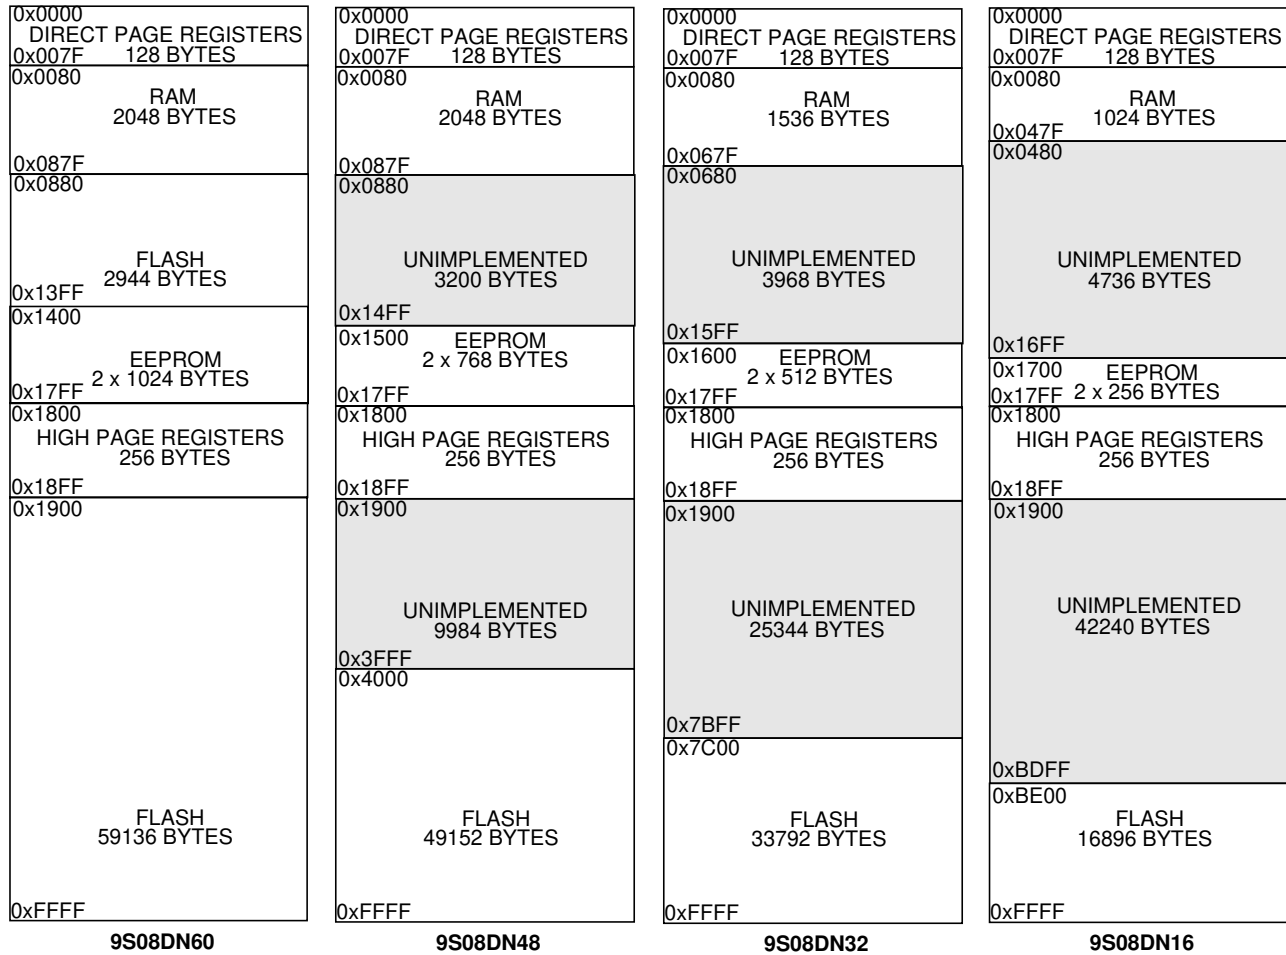 0x0000
DIRECT PAGE REGISTERS
0x007F 128 BYTES
0x0080
RAM
2048 BYTES
0x087F
0x0880
FLASH
2944 BYTES
0x13FF
0x1400
EEPROM
2 x 1024 BYTES
0x17FF
0x1800
HIGH PAGE REGISTERS
256 BYTES
0x18FF
0x1900
FLASH
59136 BYTES
0xFFFF
9S08DN60
0x0000
DIRECT PAGE REGISTERS
0x007F 128 BYTES
0x0080
RAM
2048 BYTES
0x087F
0x0880
UNIMPLEMENTED
3200 BYTES
0x14FF
0x1500 EEPROM
2 x 768 BYTES
0x17FF
0x1800
HIGH PAGE REGISTERS
256 BYTES
0x18FF
0x1900
UNIMPLEMENTED
9984 BYTES
0x3FFF
0x4000
FLASH
49152 BYTES
0xFFFF
9S08DN48
0x0000
DIRECT PAGE REGISTERS
0x007F 128 BYTES
0x0080
RAM
1536 BYTES
0x067F
0x0680
UNIMPLEMENTED
3968 BYTES
0x15FF
0x1600 EEPROM
2 x 512 BYTES
0x17FF
0x1800
HIGH PAGE REGISTERS
256 BYTES
0x18FF
0x1900
UNIMPLEMENTED
25344 BYTES
0x7BFF
0x7C00
FLASH
33792 BYTES
0xFFFF
9S08DN32
0x0000
DIRECT PAGE REGISTERS
0x007F 128 BYTES
0x0080
RAM
1024 BYTES
0x047F
0x0480
UNIMPLEMENTED
4736 BYTES
0x16FF
0x1700 EEPROM
0x17FF 2 x 256 BYTES
0x1800
HIGH PAGE REGISTERS
256 BYTES
0x18FF
0x1900
UNIMPLEMENTED
42240 BYTES
0xBDFF
0xBE00
FLASH
16896 BYTES
0xFFFF
9S08DN16